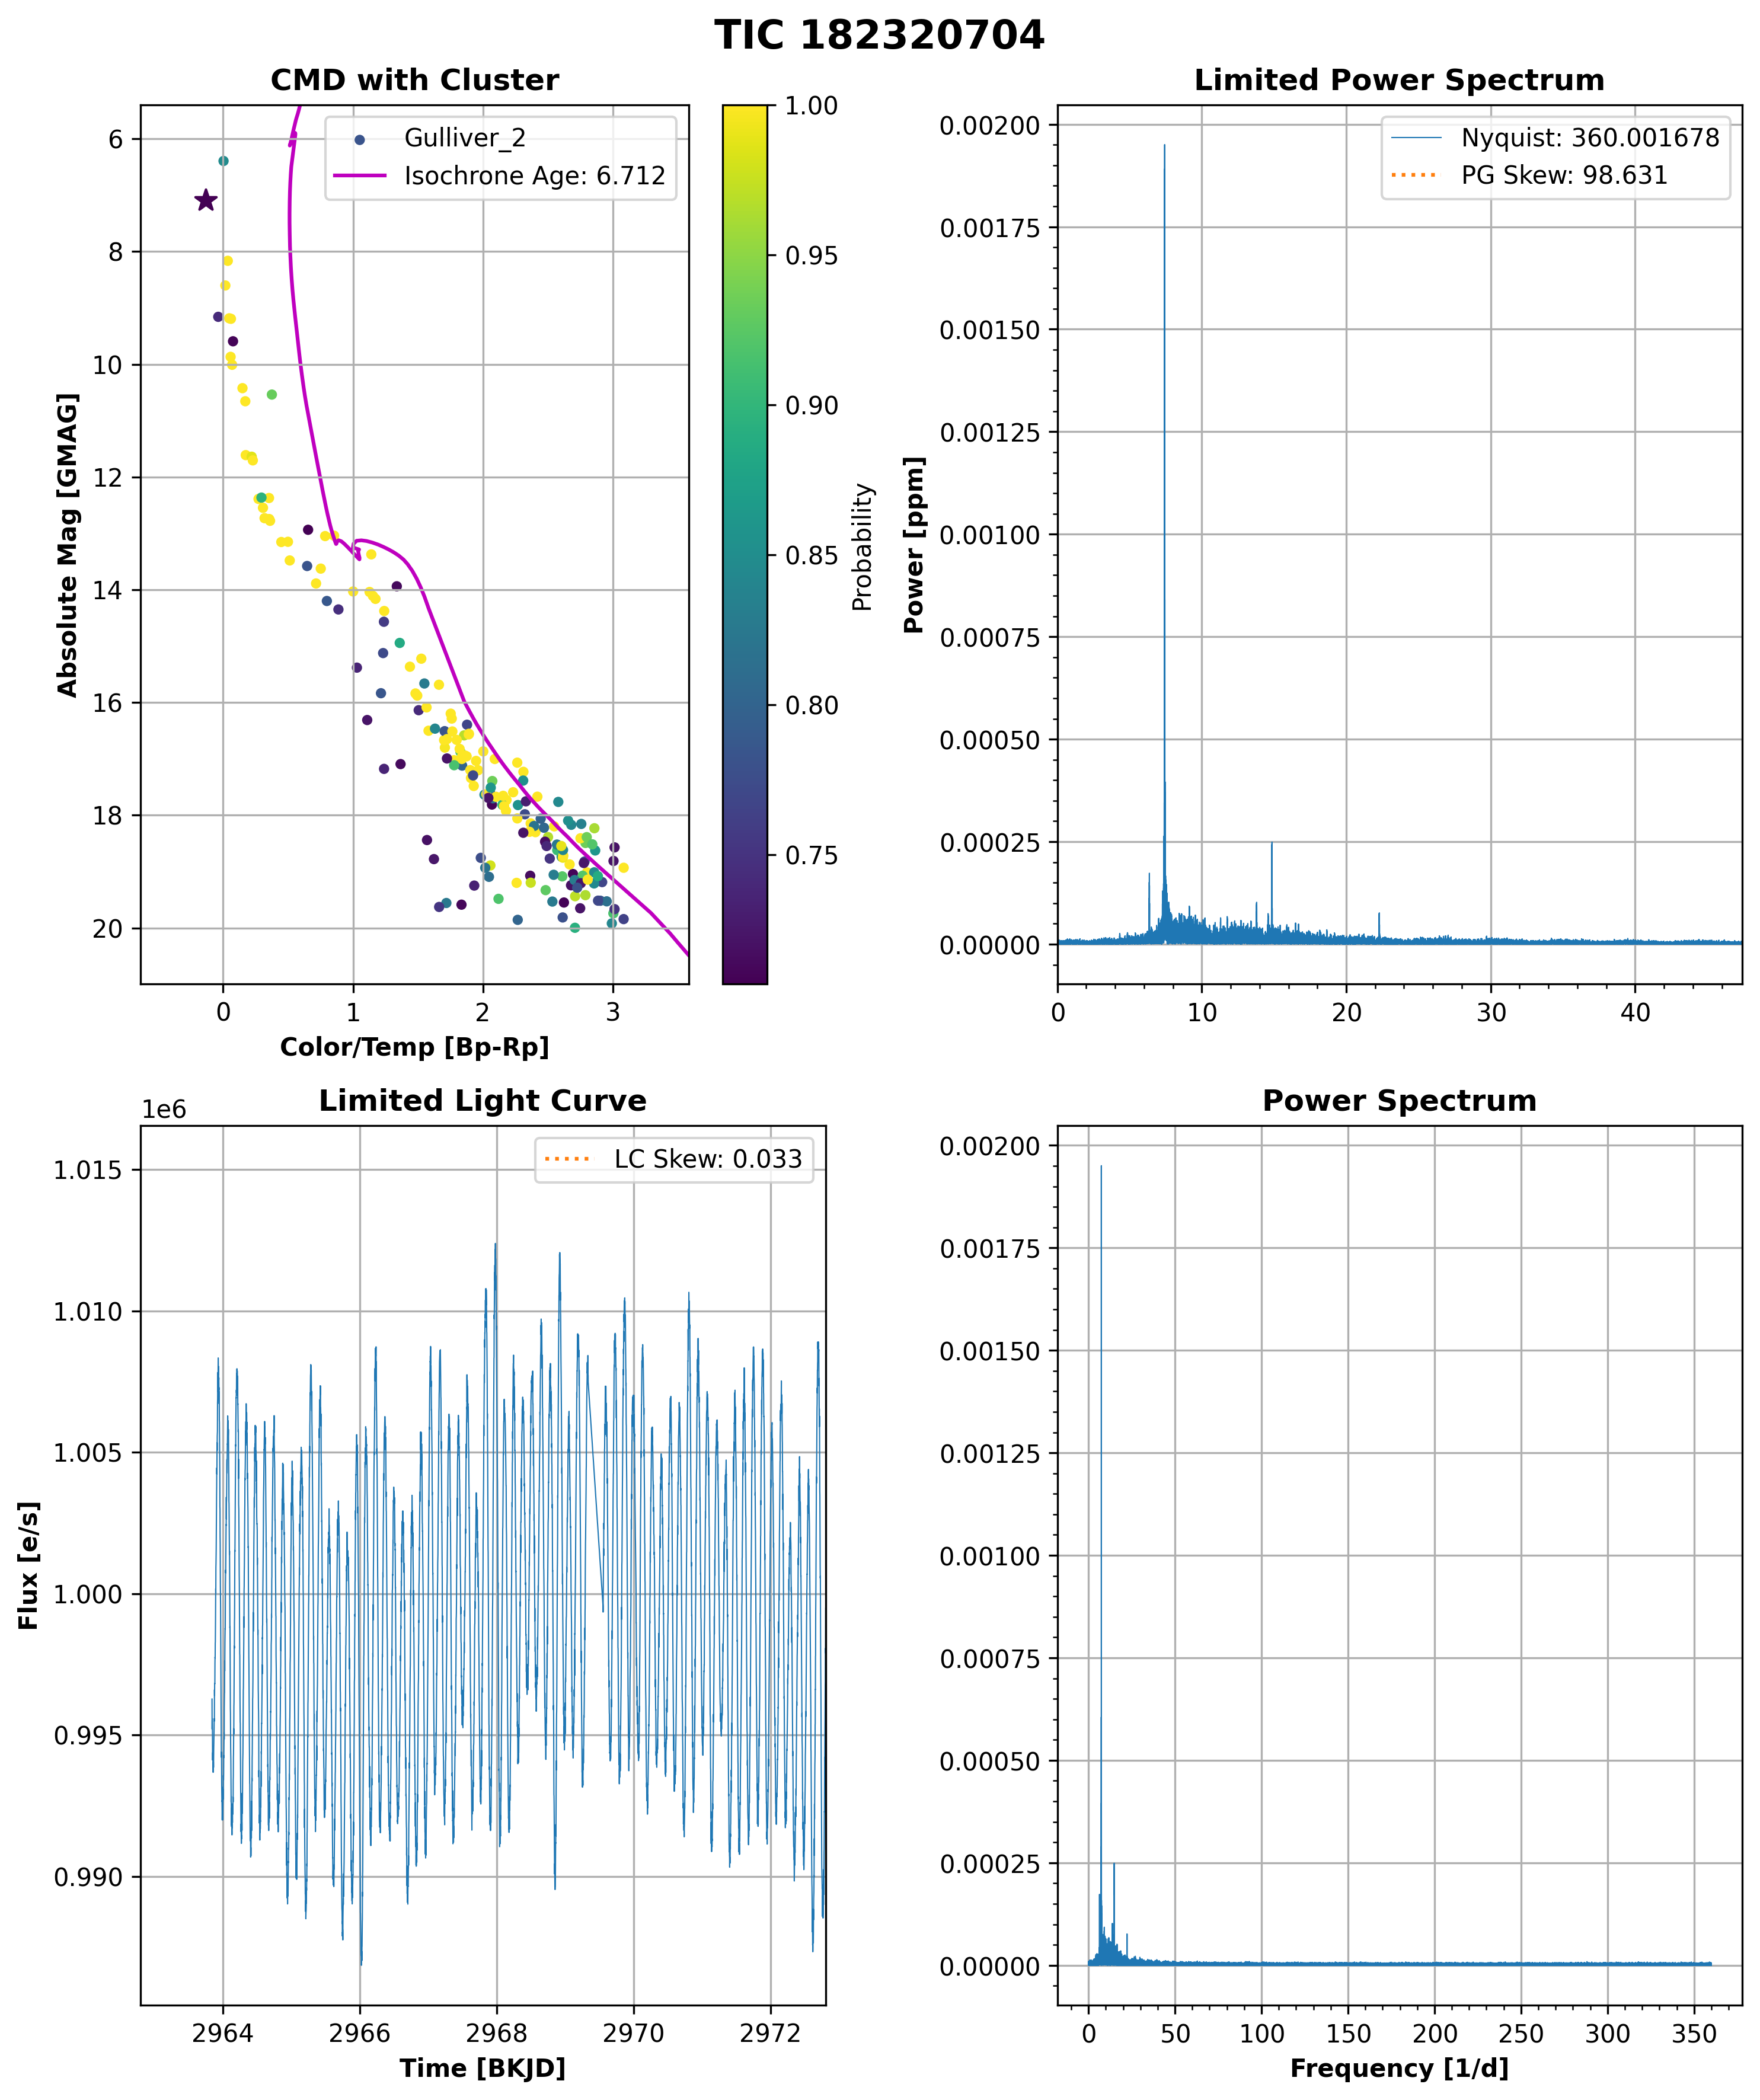 TIC 182320704
CMD with Cluster
Gulliver_2
Isochrone Age: 6.712
6
8
10
12
14
16
18
20
Absolute Mag [GMAG]
0 1 2 3
Color/Temp [Bp-Rp]
1.00
0.95
0.90
0.85
0.80
0.75
Probability
Limited Power Spectrum
Nyquist: 360.001678
PG Skew: 98.631
0.00200
0.00175
0.00150
0.00125
0.00100
0.00075
0.00050
0.00025
0.00000
Power [ppm]
0 10 20 30 40
Limited Light Curve
1e6
LC Skew: 0.033
1.015
1.010
1.005
1.000
0.995
0.990
Flux [e/s]
2964 2966 2968 2970 2972
Time [BKJD]
Power Spectrum
0.00200
0.00175
0.00150
0.00125
0.00100
0.00075
0.00050
0.00025
0.00000
0 50 100 150 200 250 300 350
Frequency [1/d]